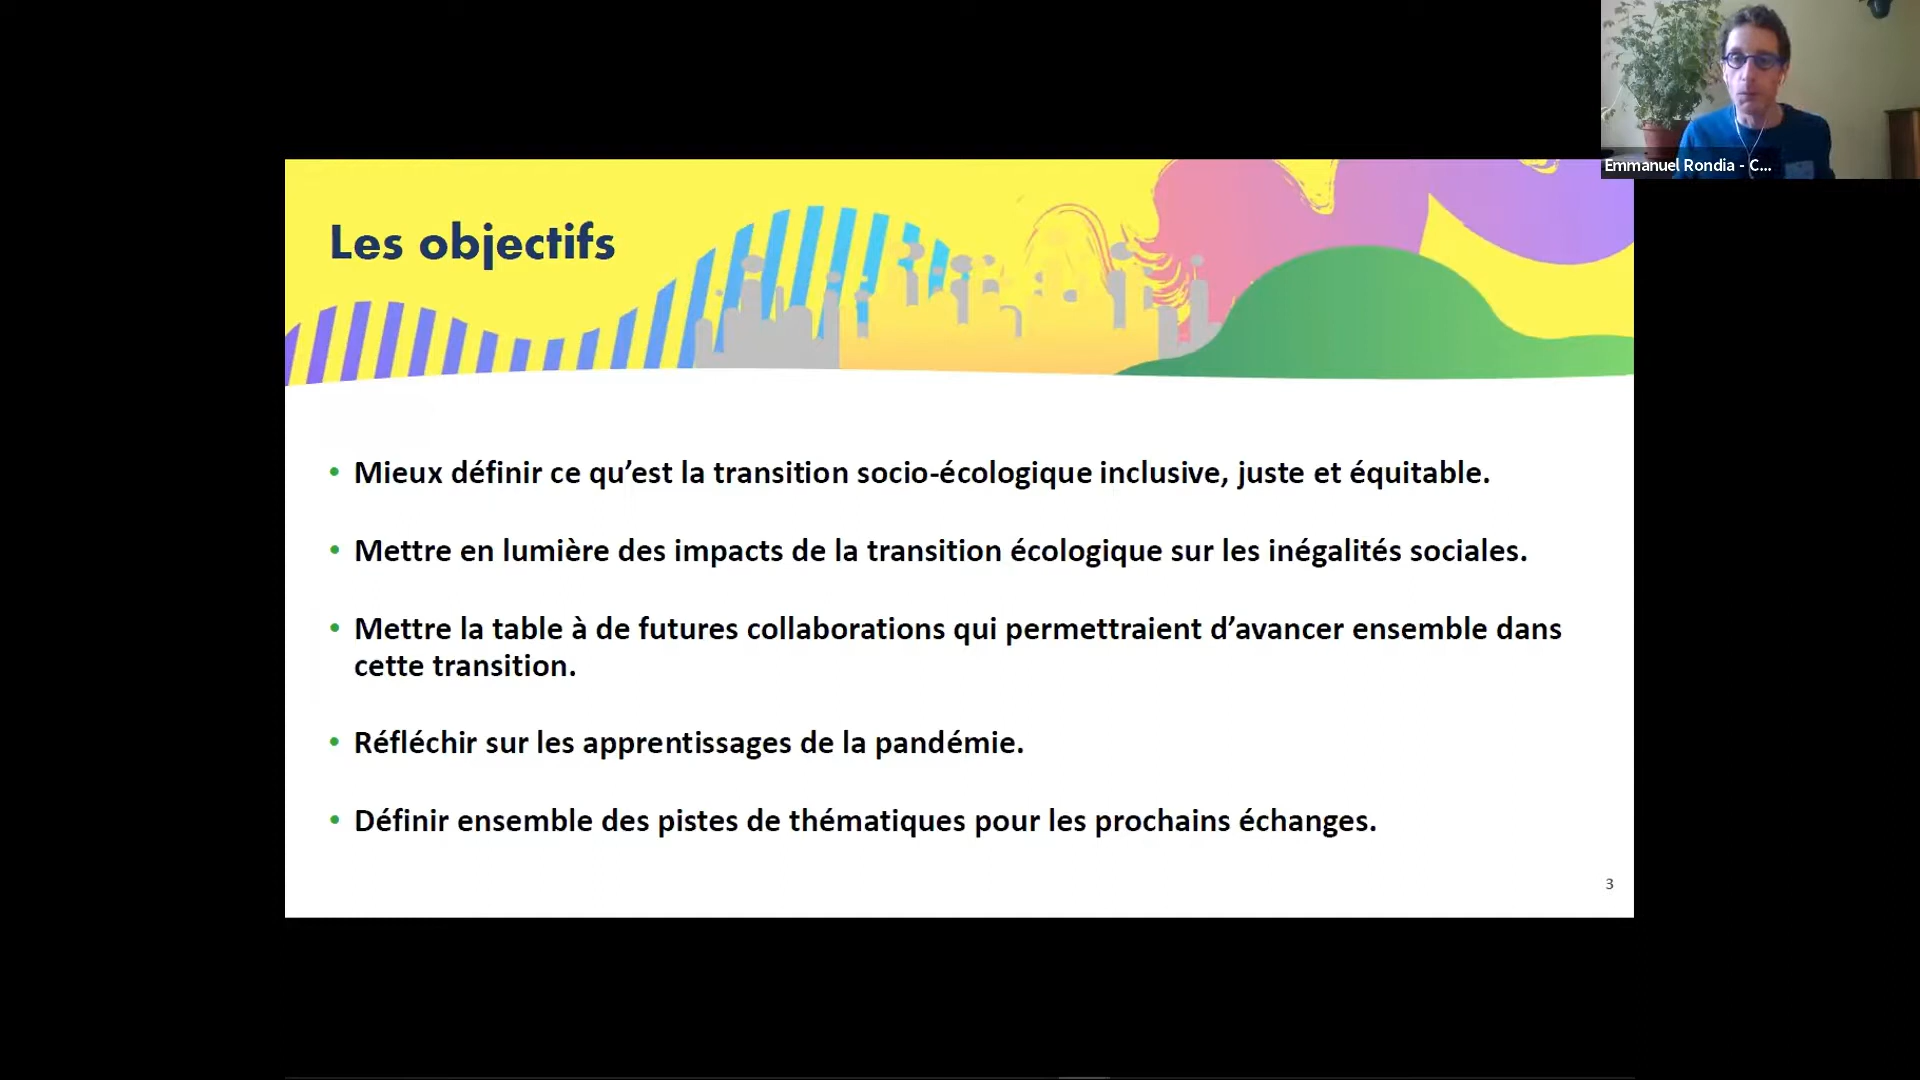 Emmanuel Rondia - C...
Les objectifs
• Mieux définir ce qu’est la transition socio-écologique inclusive, juste et équitable.
• Mettre en lumière des impacts de la transition écologique sur les inégalités sociales.
• Mettre la table à de futures collaborations qui permettraient d’avancer ensemble dans
cette transition.
• Réfléchir sur les apprentissages de la pandémie.
• Définir ensemble des pistes de thématiques pour les prochains échanges.
3